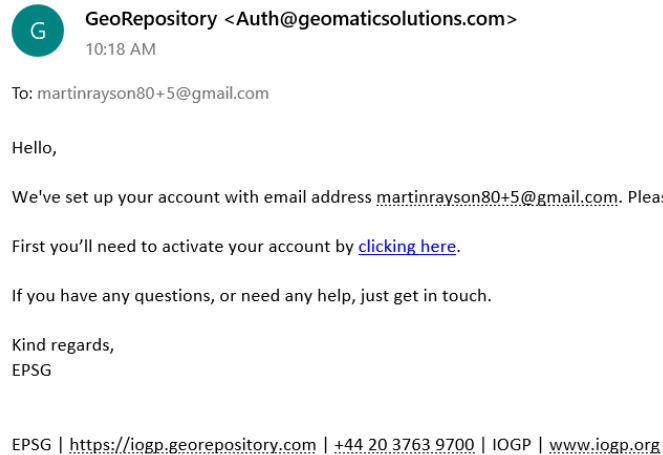 G
GeoRepository <Auth@geomaticsolutions.com>
10:18 AM
To: martinrayson80+5@gmail.com
Hello,
We've set up your account with email address martinrayson80+5@gmail.com.
First you’ll need to activate your account by clicking here.
If you have any questions, or need any help, just get in touch.
Kind regards,
EPSG
EPSG | https://iogp.georepository.com | +44 20 3763 9700 | IOGP | www.iogp.org